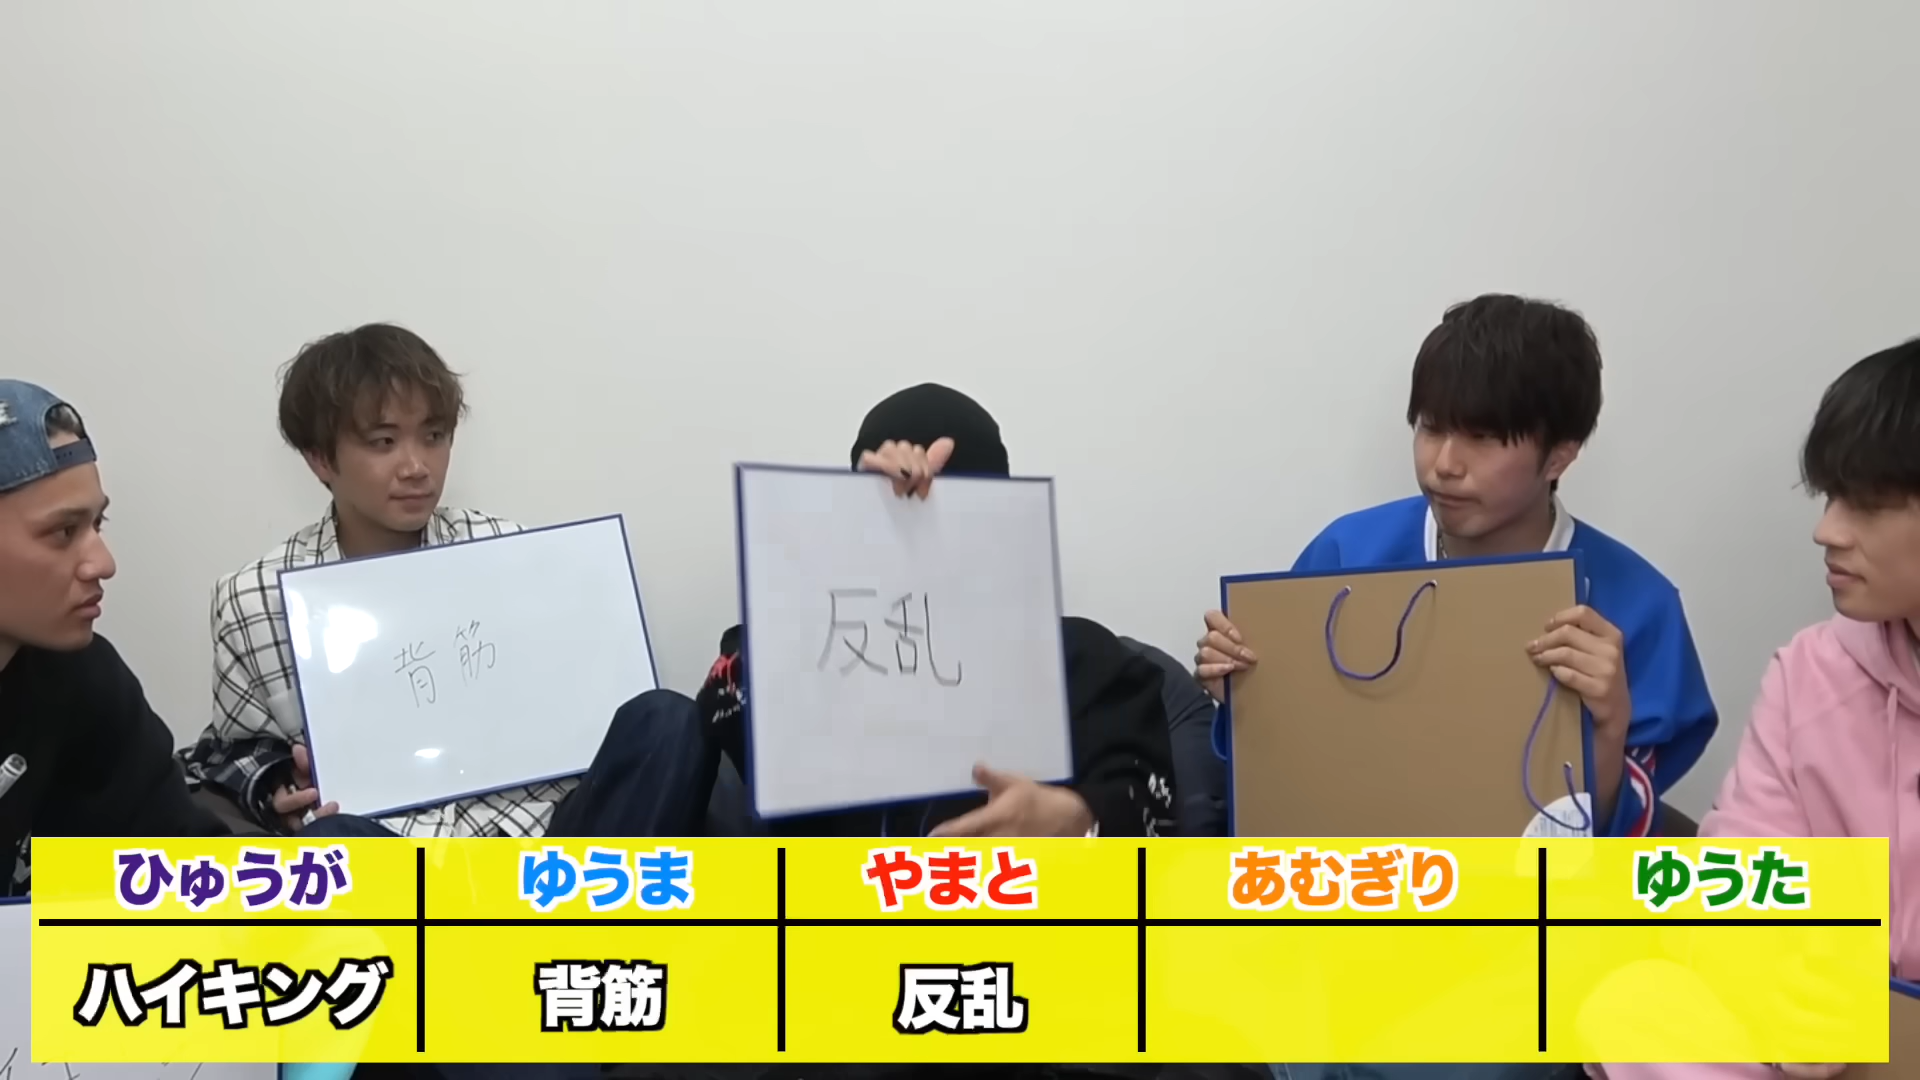 背筋
反乱
ひゅうが
ゆうま
やまと
あむぎり
ゆうた
ハイキング
背筋
反乱